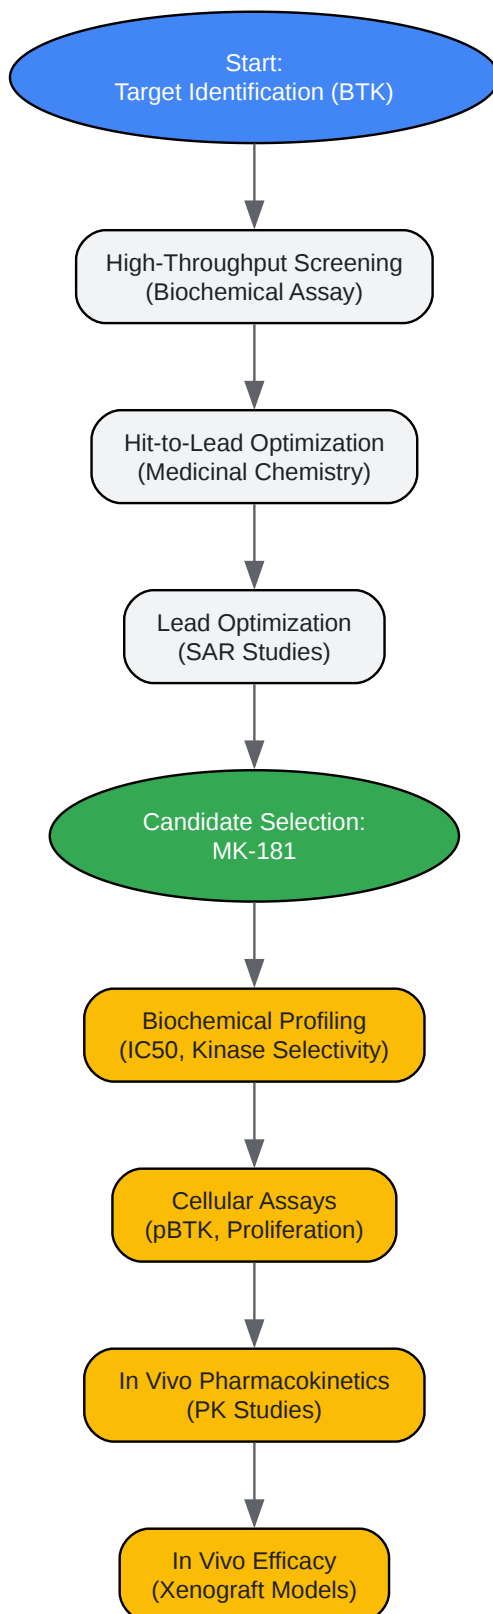 Start:
Target Identification (BTK)
High-Throughput Screening
(Biochemical Assay)
Hit-to-Lead Optimization
(Medicinal Chemistry)
Lead Optimization
(SAR Studies)
Candidate Selection:
MK-181
Biochemical Profiling
(IC50, Kinase Selectivity)
Cellular Assays
(pBTK, Proliferation)
In Vivo Pharmacokinetics
(PK Studies)
In Vivo Efficacy
(Xenograft Models)